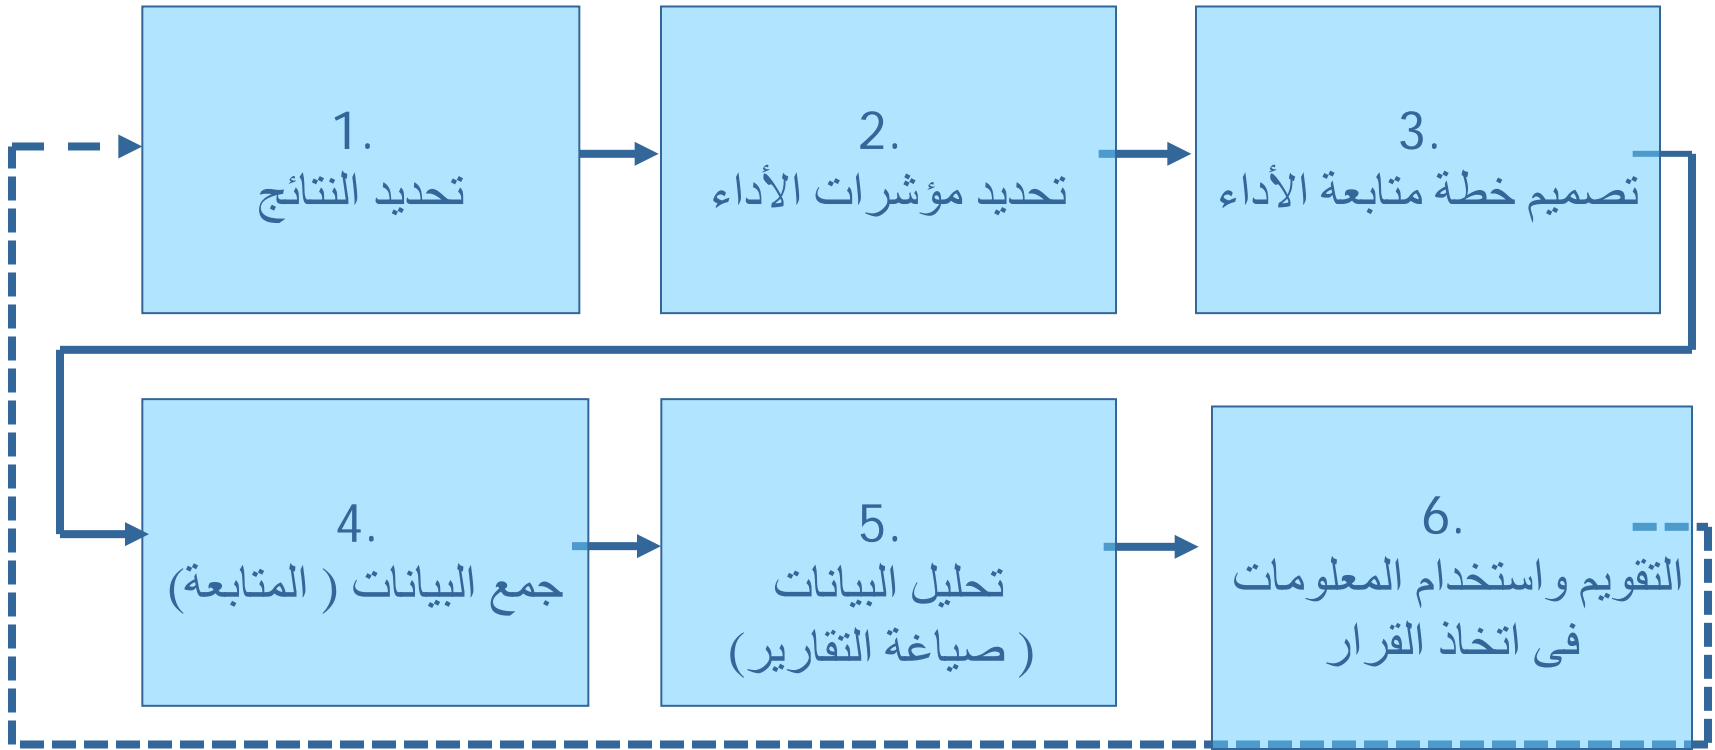 1.
تحديد النتائج
2.
تحديد مؤشرات الأداء
3.
تصميم خطة متابعة الأداء
4.
جمع البيانات ( المتابعة)
5.
تحليل البيانات
( صياغة التقارير)
6.
التقويم واستخدام المعلومات
فى اتخاذ القرار